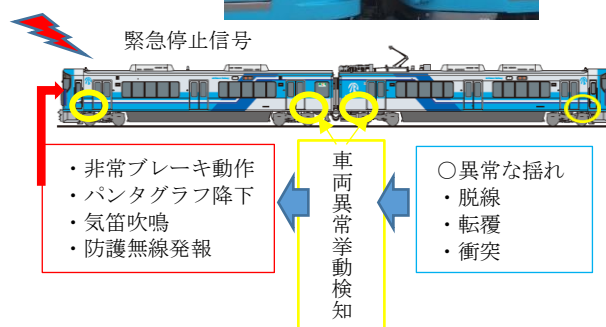 緊急停止信号
・非常ブレーキ動作
・パンタグラフ降下
・気笛吹鳴
・防護無線発報
車両異常挙動検知
〇異常な揺れ
・脱線
・転覆
・衝突